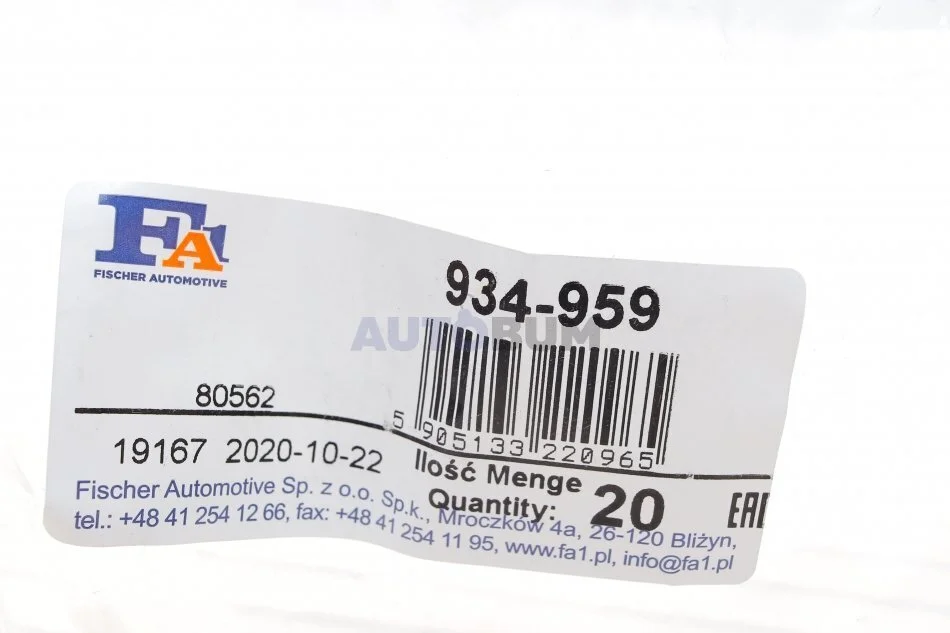 FA1
FISCHER AUTOMOTIVE
934-959
AUTOBUM
80562
5 905133 220965
19167 2020-10-22
Ilość Menge
Quantity: 20
EAC
Fischer Automotive Sp. z o.o. Sp.k., Mroczków 4a, 26-120 Bliżyn,
tel.: +48 41 254 12 66, fax: +48 41 254 11 95, www.fa1.pl, info@fa1.pl